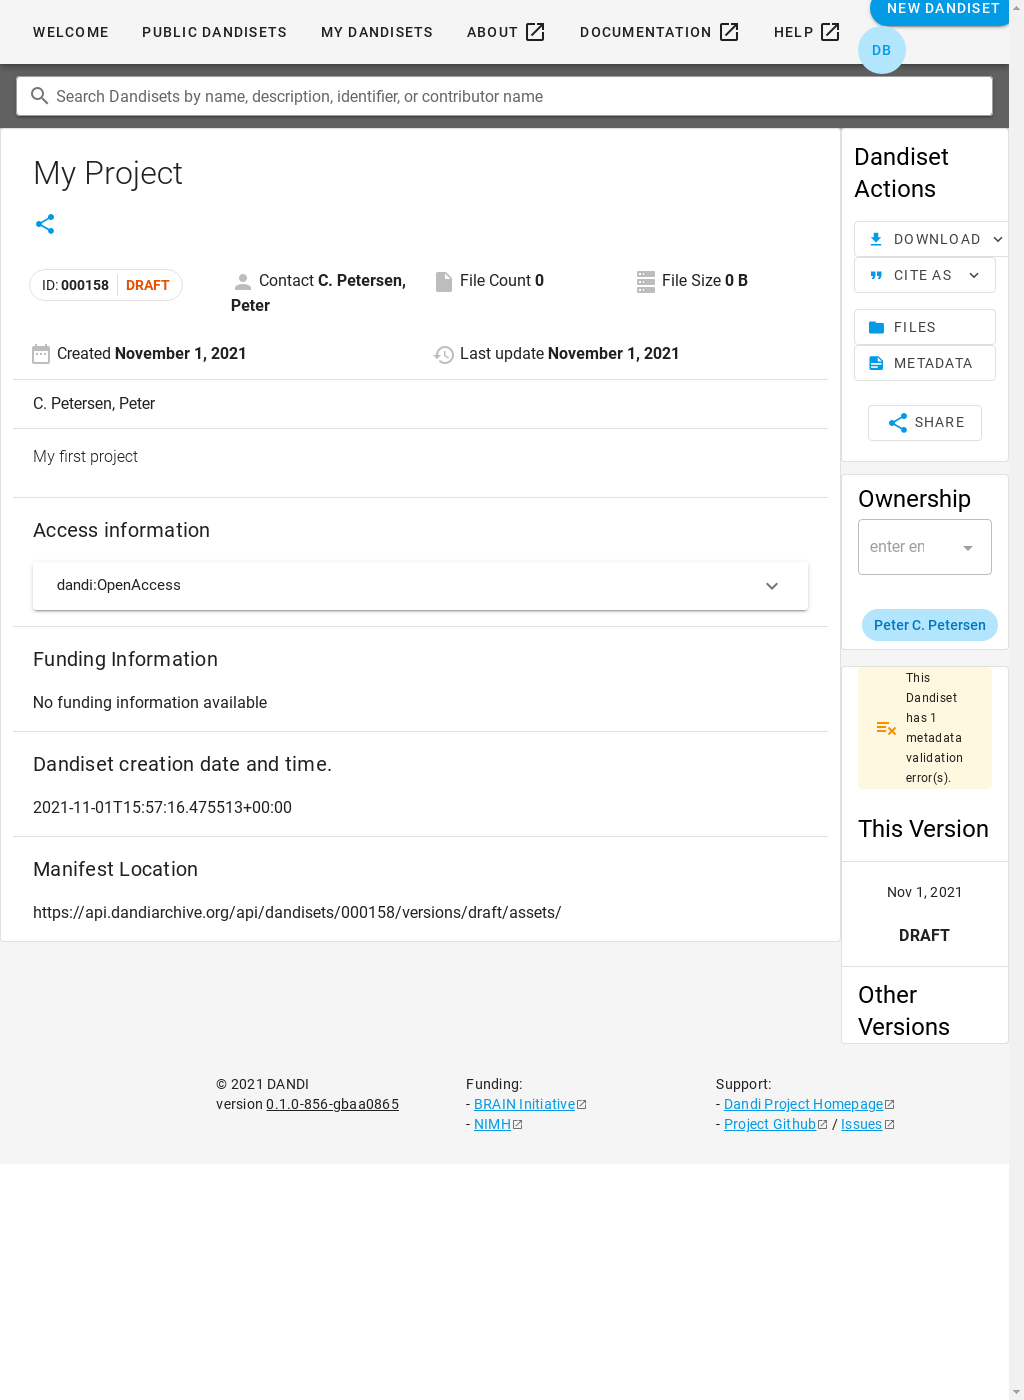 WELCOME PUBLIC DANDISETS MY DANDISETS ABOUT DOCUMENTATION HELP NEW DANDISET
DB
Search Dandisets by name, description, identifier, or contributor name
My Project
ID: 000158 DRAFT
Contact C. Petersen,
Peter
File Count 0
File Size 0 B
Created November 1, 2021
Last update November 1, 2021
C. Petersen, Peter
My first project
Access information
dandi:OpenAccess
Funding Information
No funding information available
Dandiset creation date and time.
2021-11-01T15:57:16.475513+00:00
Manifest Location
https://api.dandiarchive.org/api/dandisets/000158/versions/draft/assets/
Dandiset
Actions
DOWNLOAD
CITE AS
FILES
METADATA
SHARE
Ownership
enter en
Peter C. Petersen
This
Dandiset
has 1
metadata
validation
error(s).
This Version
Nov 1, 2021
DRAFT
Other
Versions
© 2021 DANDI
version 0.1.0-856-gbaa0865
Funding:
- BRAIN Initiative
- NIMH
Support:
- Dandi Project Homepage
- Project Github / Issues